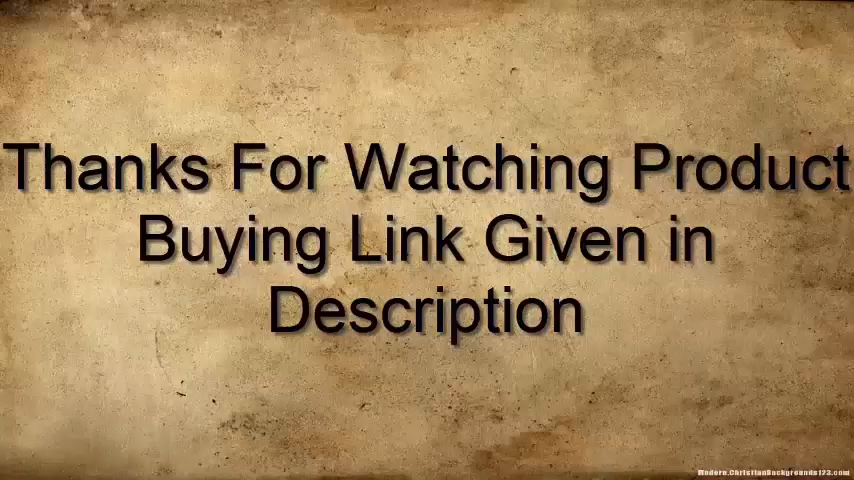 Thanks For Watching Product
Buying Link Given in
Description
Modern.ChristianBackgrounds123.com